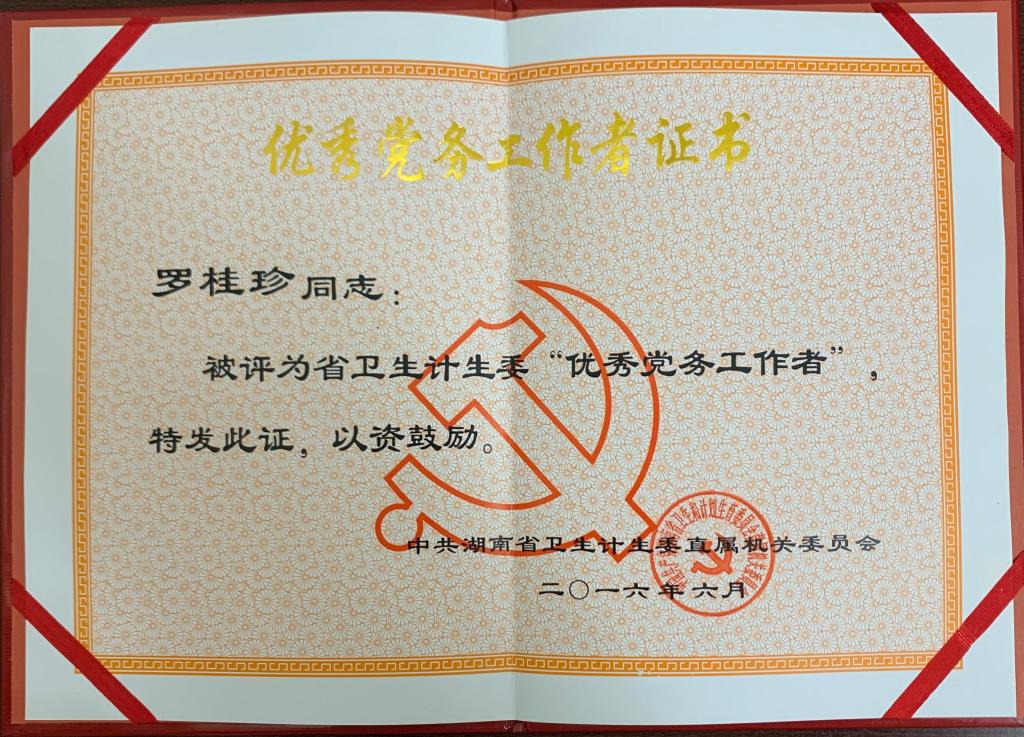 优秀党务工作者证书
罗桂珍同志：
被评为省卫生计生委“优秀党务工作者”，
特发此证，以资鼓励。
中共湖南省卫生计生委直属机关委员会
二〇一六年六月